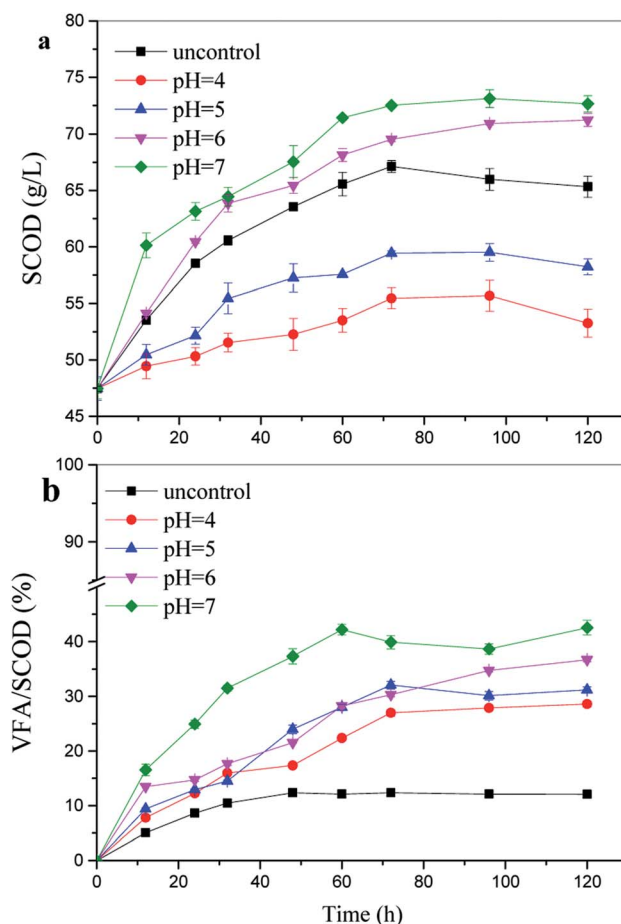 a
80
75
70
65
60
55
50
45
SCOD (g/L)
uncontrol
pH=4
pH=5
pH=6
pH=7
0 20 40 60 80 100 120
b
100
90
40
30
20
10
0
VFA/SCOD (%)
uncontrol
pH=4
pH=5
pH=6
pH=7
0 20 40 60 80 100 120
Time (h)